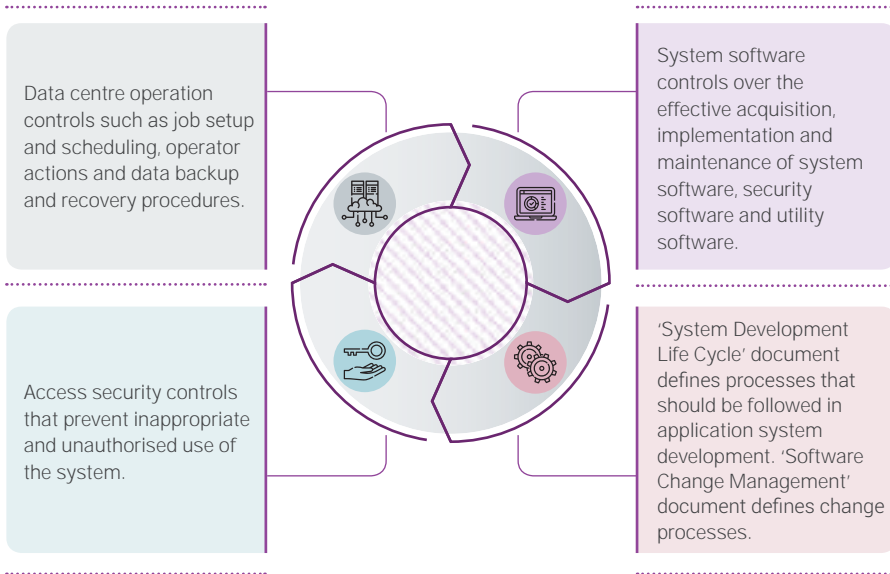 Data centre operation
controls such as job setup
and scheduling, operator
actions and data backup
and recovery procedures.
System software
controls over the
effective acquisition,
implementation and
maintenance of system
software, security
software and utility
software.
Access security controls
that prevent inappropriate
and unauthorised use of
the system.
‘System Development
Life Cycle’ document
defines processes that
should be followed in
application system
development. ‘Software
Change Management’
document defines change
processes.